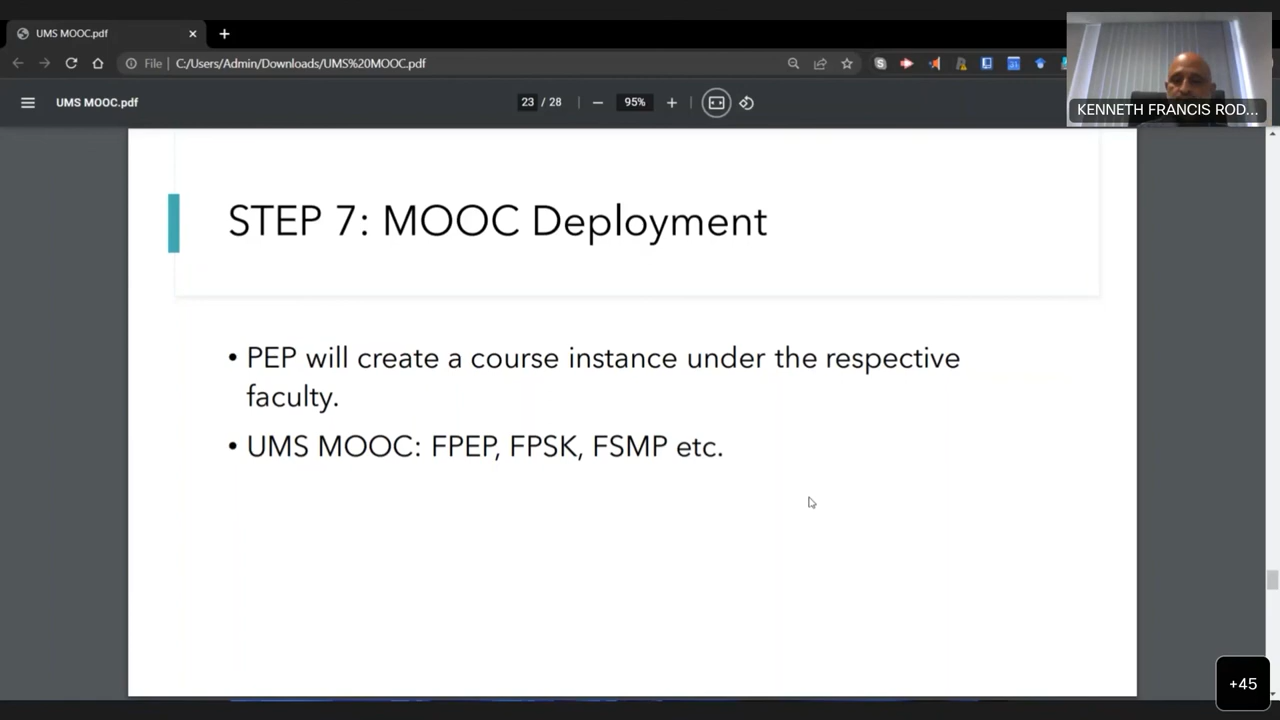 UMS MOOC.pdf
File
C:/Users/Admin/Downloads/UMS%20MOOC.pdf
KENNETH FRANCIS ROD...
UMS MOOC.pdf
23 / 28
95%
STEP 7: MOOC Deployment
• PEP will create a course instance under the respective
faculty.
• UMS MOOC: FPEP, FPSK, FSMP etc.
+45